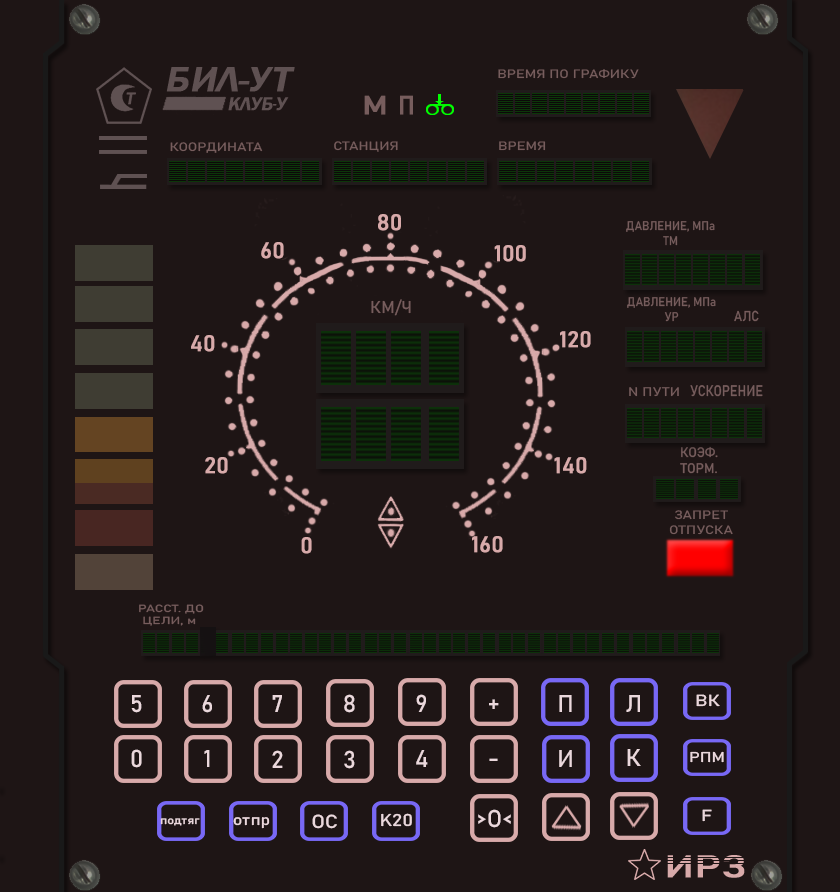 БИЛ-УТ
КЛУБ-У
Т
М П
ВРЕМЯ ПО ГРАФИКУ
КООРДИНАТА
СТАНЦИЯ
ВРЕМЯ
ДАВЛЕНИЕ, МПа
ТМ
ДАВЛЕНИЕ, МПа
УР
АЛС
N ПУТИ УСКОРЕНИЕ
КОЭФ.
ТОРМ.
ЗАПРЕТ
ОТПУСКА
КМ/Ч
0
20
40
60
80
100
120
140
160
РАССТ. ДО
ЦЕЛИ, м
5 6 7 8 9 + П Л ВК
0 1 2 3 4 - И К РПМ
подтяг отпр ОС К20 >0< F
ИРЗ